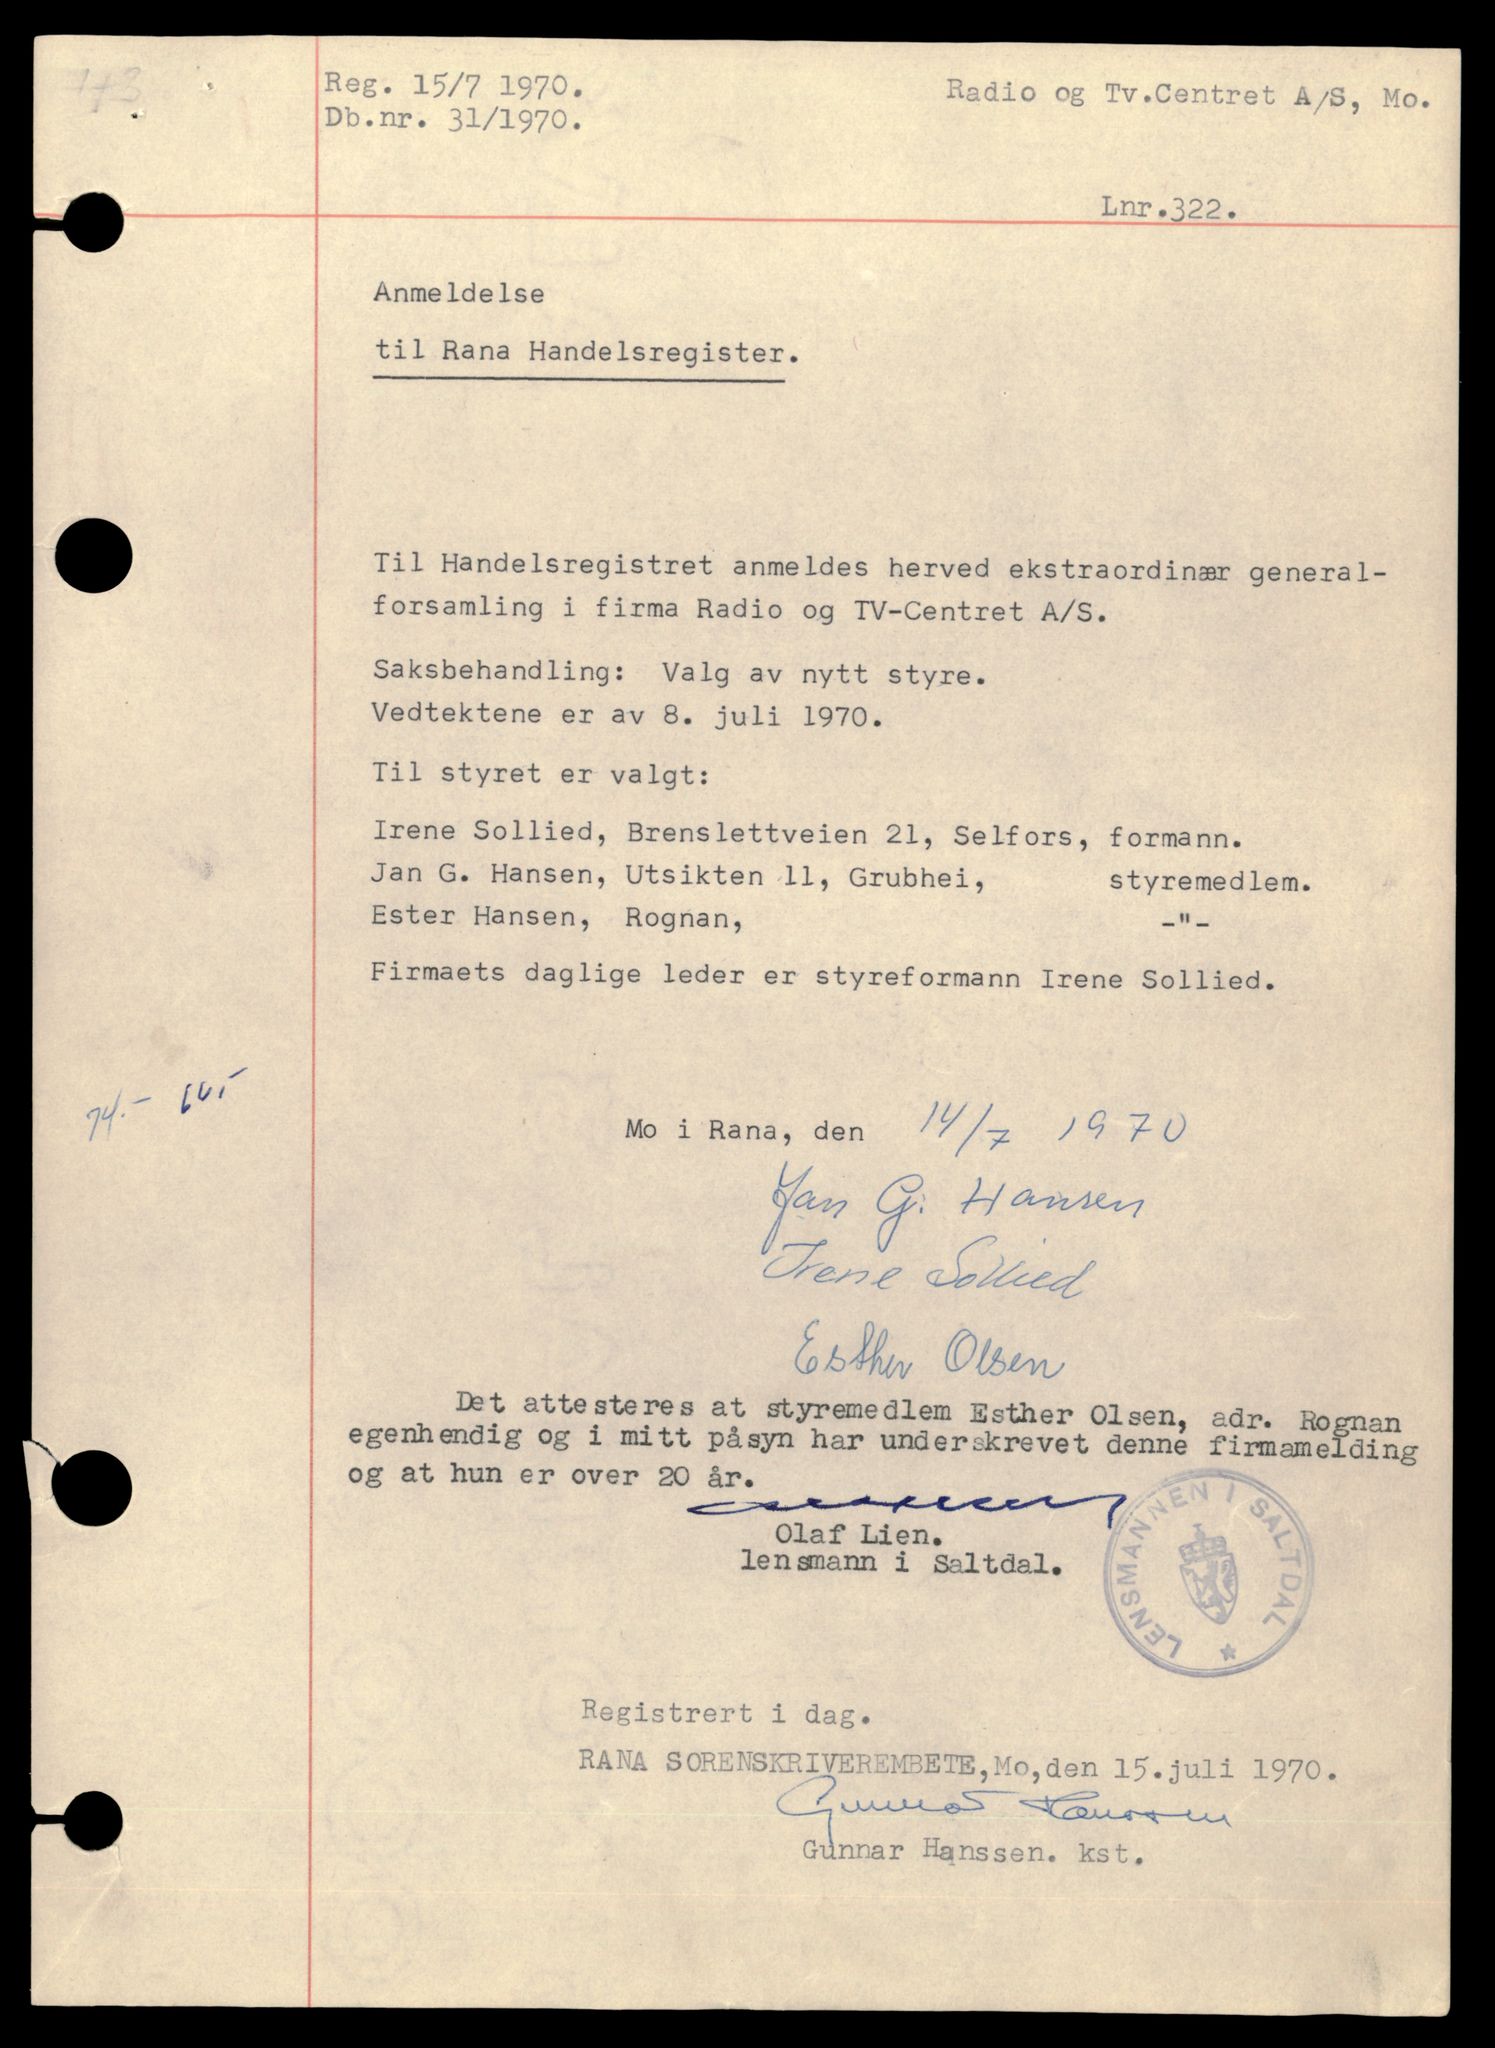 173
Reg. 15/7 1970.
Db.nr. 31/1970.
Radio og Tv.Centret A/S, Mo.
Lnr.322.
Anmeldelse
til Rana Handelsregister.
Til Handelsregistret anmeldes herved ekstraordinær general-
forsamling i firma Radio og TV-Centret A/S.
Saksbehandling: Valg av nytt styre.
Vedtektene er av 8. juli 1970.
Til styret er valgt:
Irene Sollied, Brenslettveien 21, Selfors, formann.
Jan G. Hansen, Utsikten 11, Grubhei, styremedlem.
Ester Hansen, Rognan, -"-
Firmaets daglige leder er styreformann Irene Sollied.
74.-
Mo i Rana, den 14/7 1970
Jan G. Hansen
Irene Sollied
Esther Olsen
Det attesteres at styremedlem Esther Olsen, adr. Rognan
egenhendig og i mitt påsyn har underskrevet denne firmamelding
og at hun er over 20 år.
Olaf Lien.
lensmann i Saltdal.
LENSMANNEN I SALTDAL
Registrert i dag.
RANA SORENSKRIVEREMBETE, Mo, den 15. juli 1970.
Gunnar Hanssen
Gunnar Hanssen. kst.